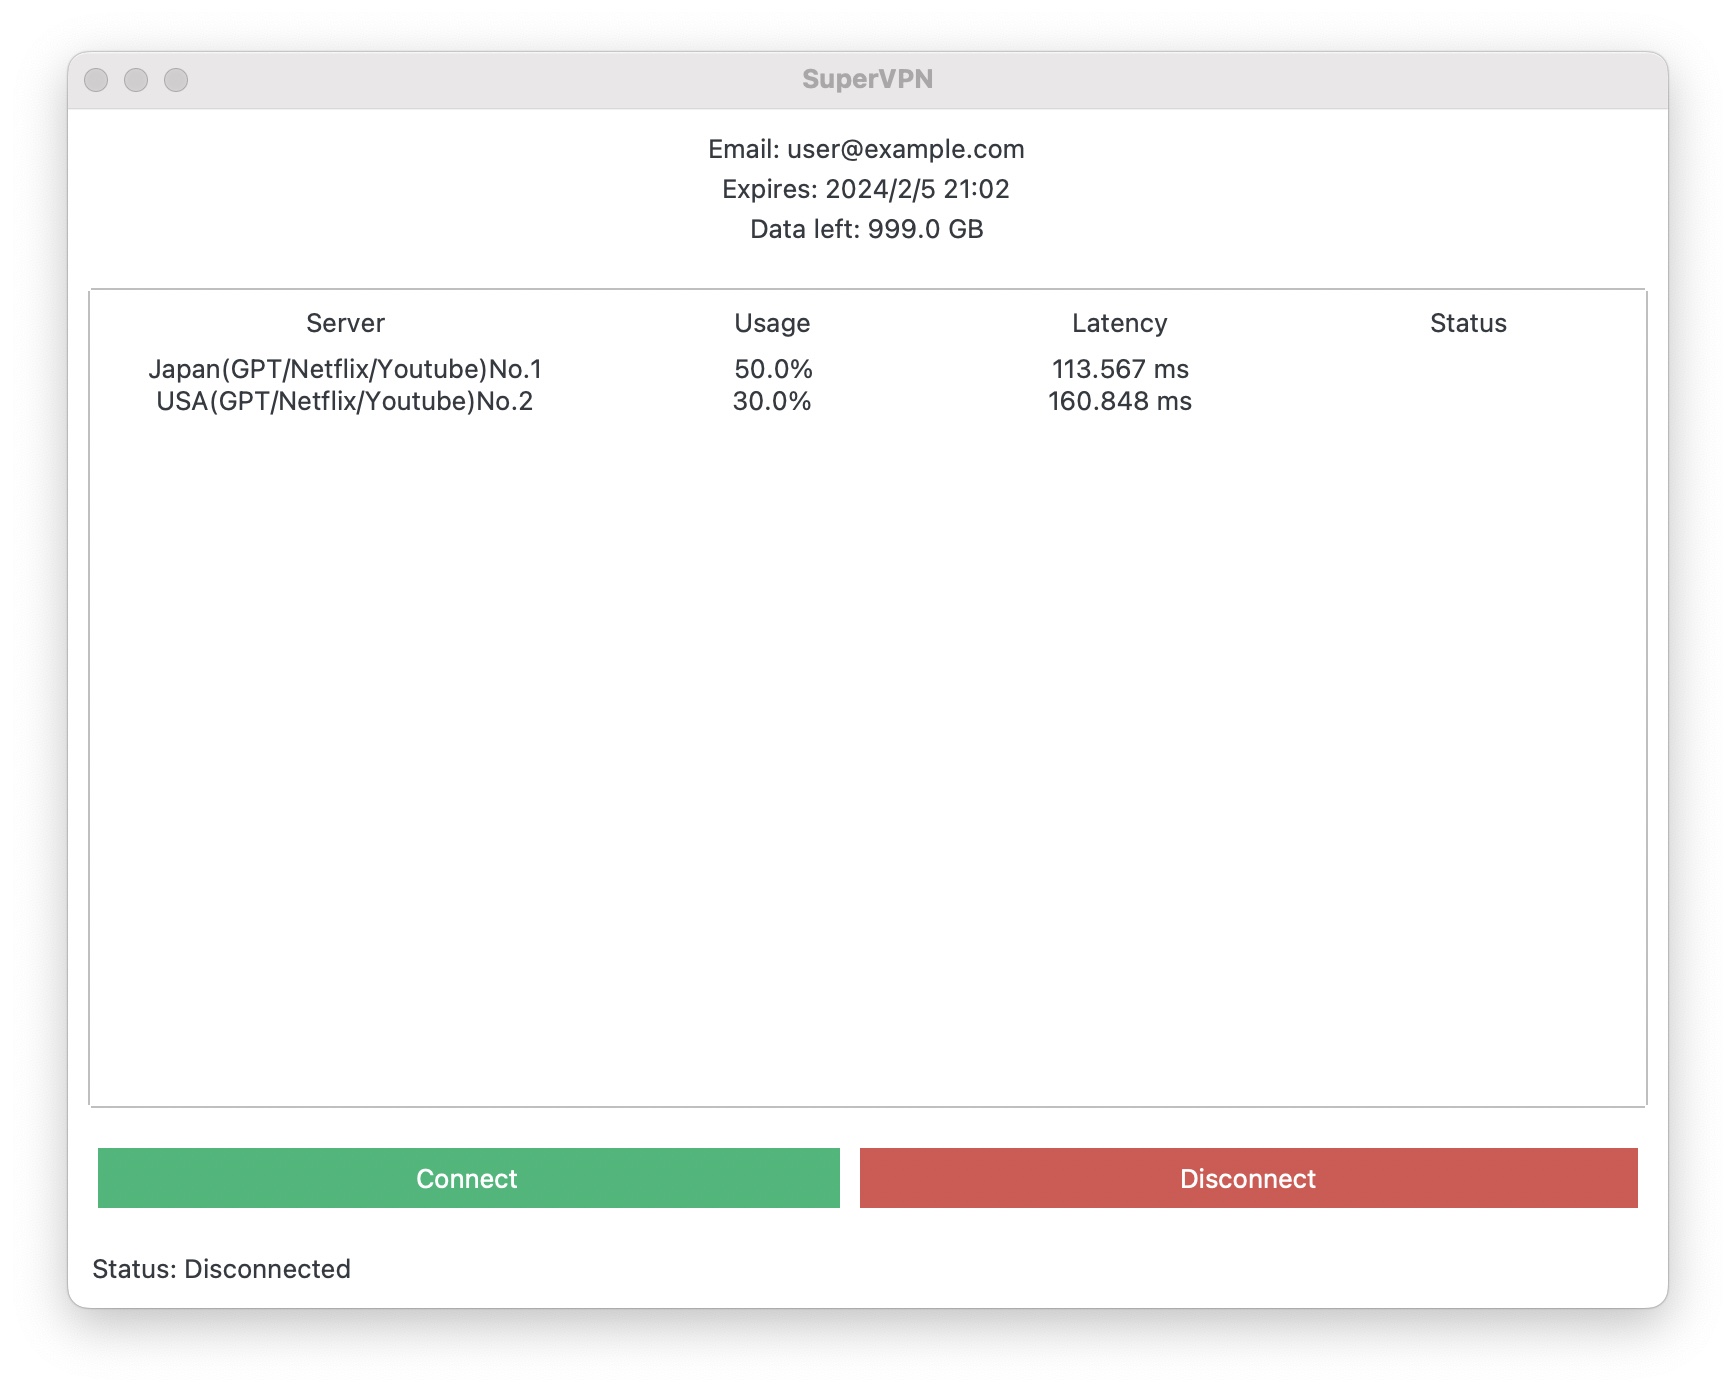 SuperVPN
Email: user@example.com
Expires: 2024/2/5 21:02
Data left: 999.0 GB
Server Usage Latency Status
Japan(GPT/Netflix/Youtube)No.1 50.0% 113.567 ms
USA(GPT/Netflix/Youtube)No.2 30.0% 160.848 ms
Connect Disconnect
Status: Disconnected